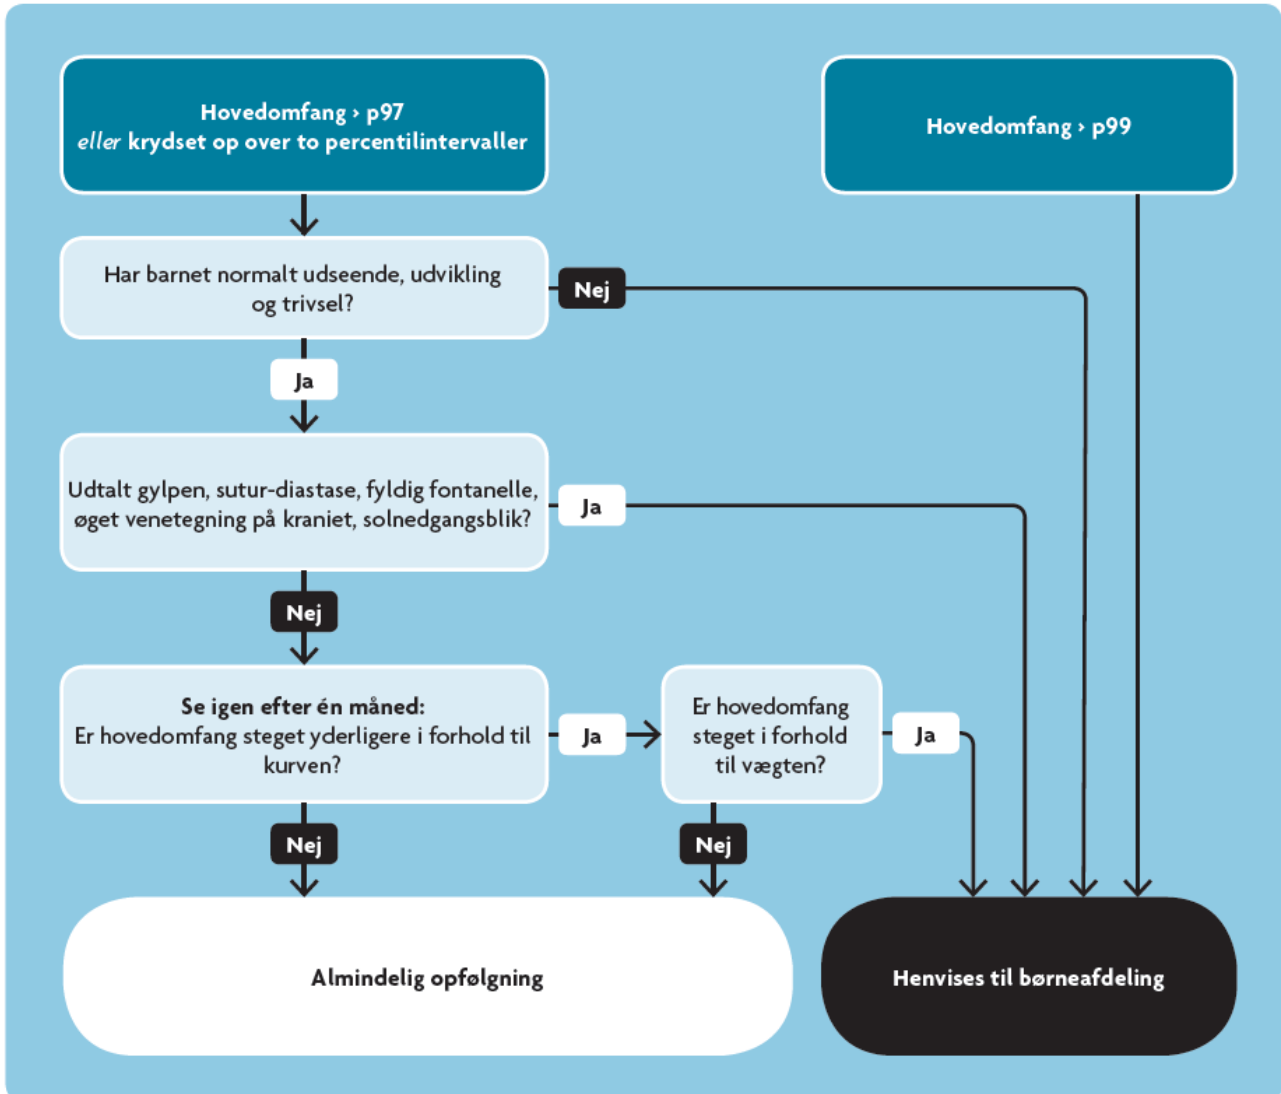 Hovedomfang > p97
eller krydset op over to percentilintervaller
Hovedomfang > p99
Har barnet normalt udseende, udvikling
og trivsel?
Nej
Ja
Udtalt gylpen, sutur-diastase, fyldig fontanelle,
øget venetegning på kraniet, solnedgangsblik?
Ja
Nej
Se igen efter én måned:
Er hovedomfang steget yderligere i forhold til
kurven?
Ja
Er hovedomfang
steget i forhold
til vægten?
Ja
Nej
Nej
Almindelig opfølgning
Henvises til børneafdeling